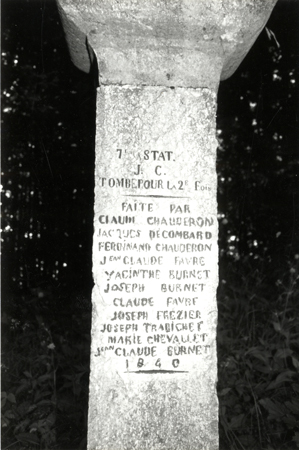 7E STAT.
J. C.
TOMBE POUR LA 2E FOIS
FAITE PAR
CLAUDE CHAUDERON
JACQUES DECOMBARD
FERDINAND CHAUDERON
JEAN CLAUDE FAVRE
YACINTHE BURNET
JOSEPH BURNET
CLAUDE FAVRE
JOSEPH FREZIER
JOSEPH TRABICHET
MARIE CHEVALLET
JEAN CLAUDE BURNET
1840